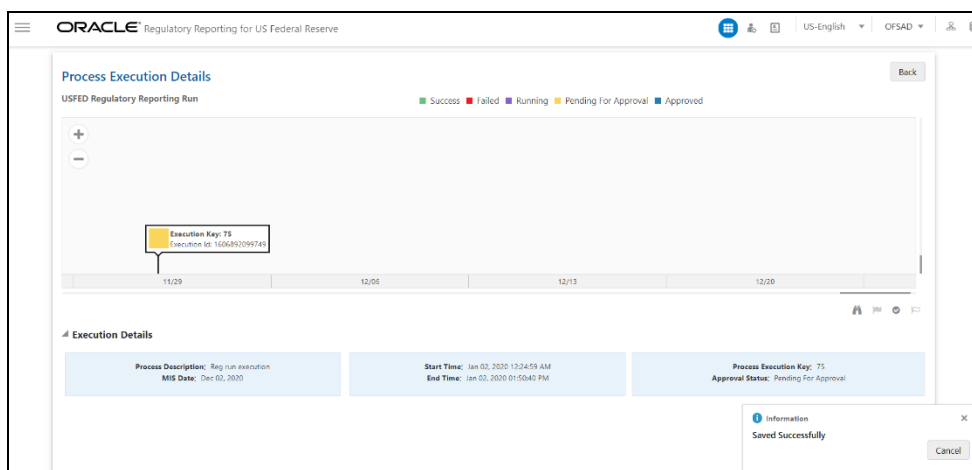 ORACLE Regulatory Reporting for US Federal Reserve
US-English
OFSAD
Process Execution Details
Back
USFED Regulatory Reporting Run
Success Failed Running Pending For Approval Approved
Execution Key: 75
Execution Id: 1606892099749
11/29 12/06 12/13 12/20
Execution Details
Process Description: Reg run execution
MIS Date: Dec 02, 2020
Start Time: Jan 02, 2020 12:24:59 AM
End Time: Jan 02, 2020 01:50:40 PM
Process Execution Key: 75
Approval Status: Pending For Approval
Information
Saved Successfully
Cancel